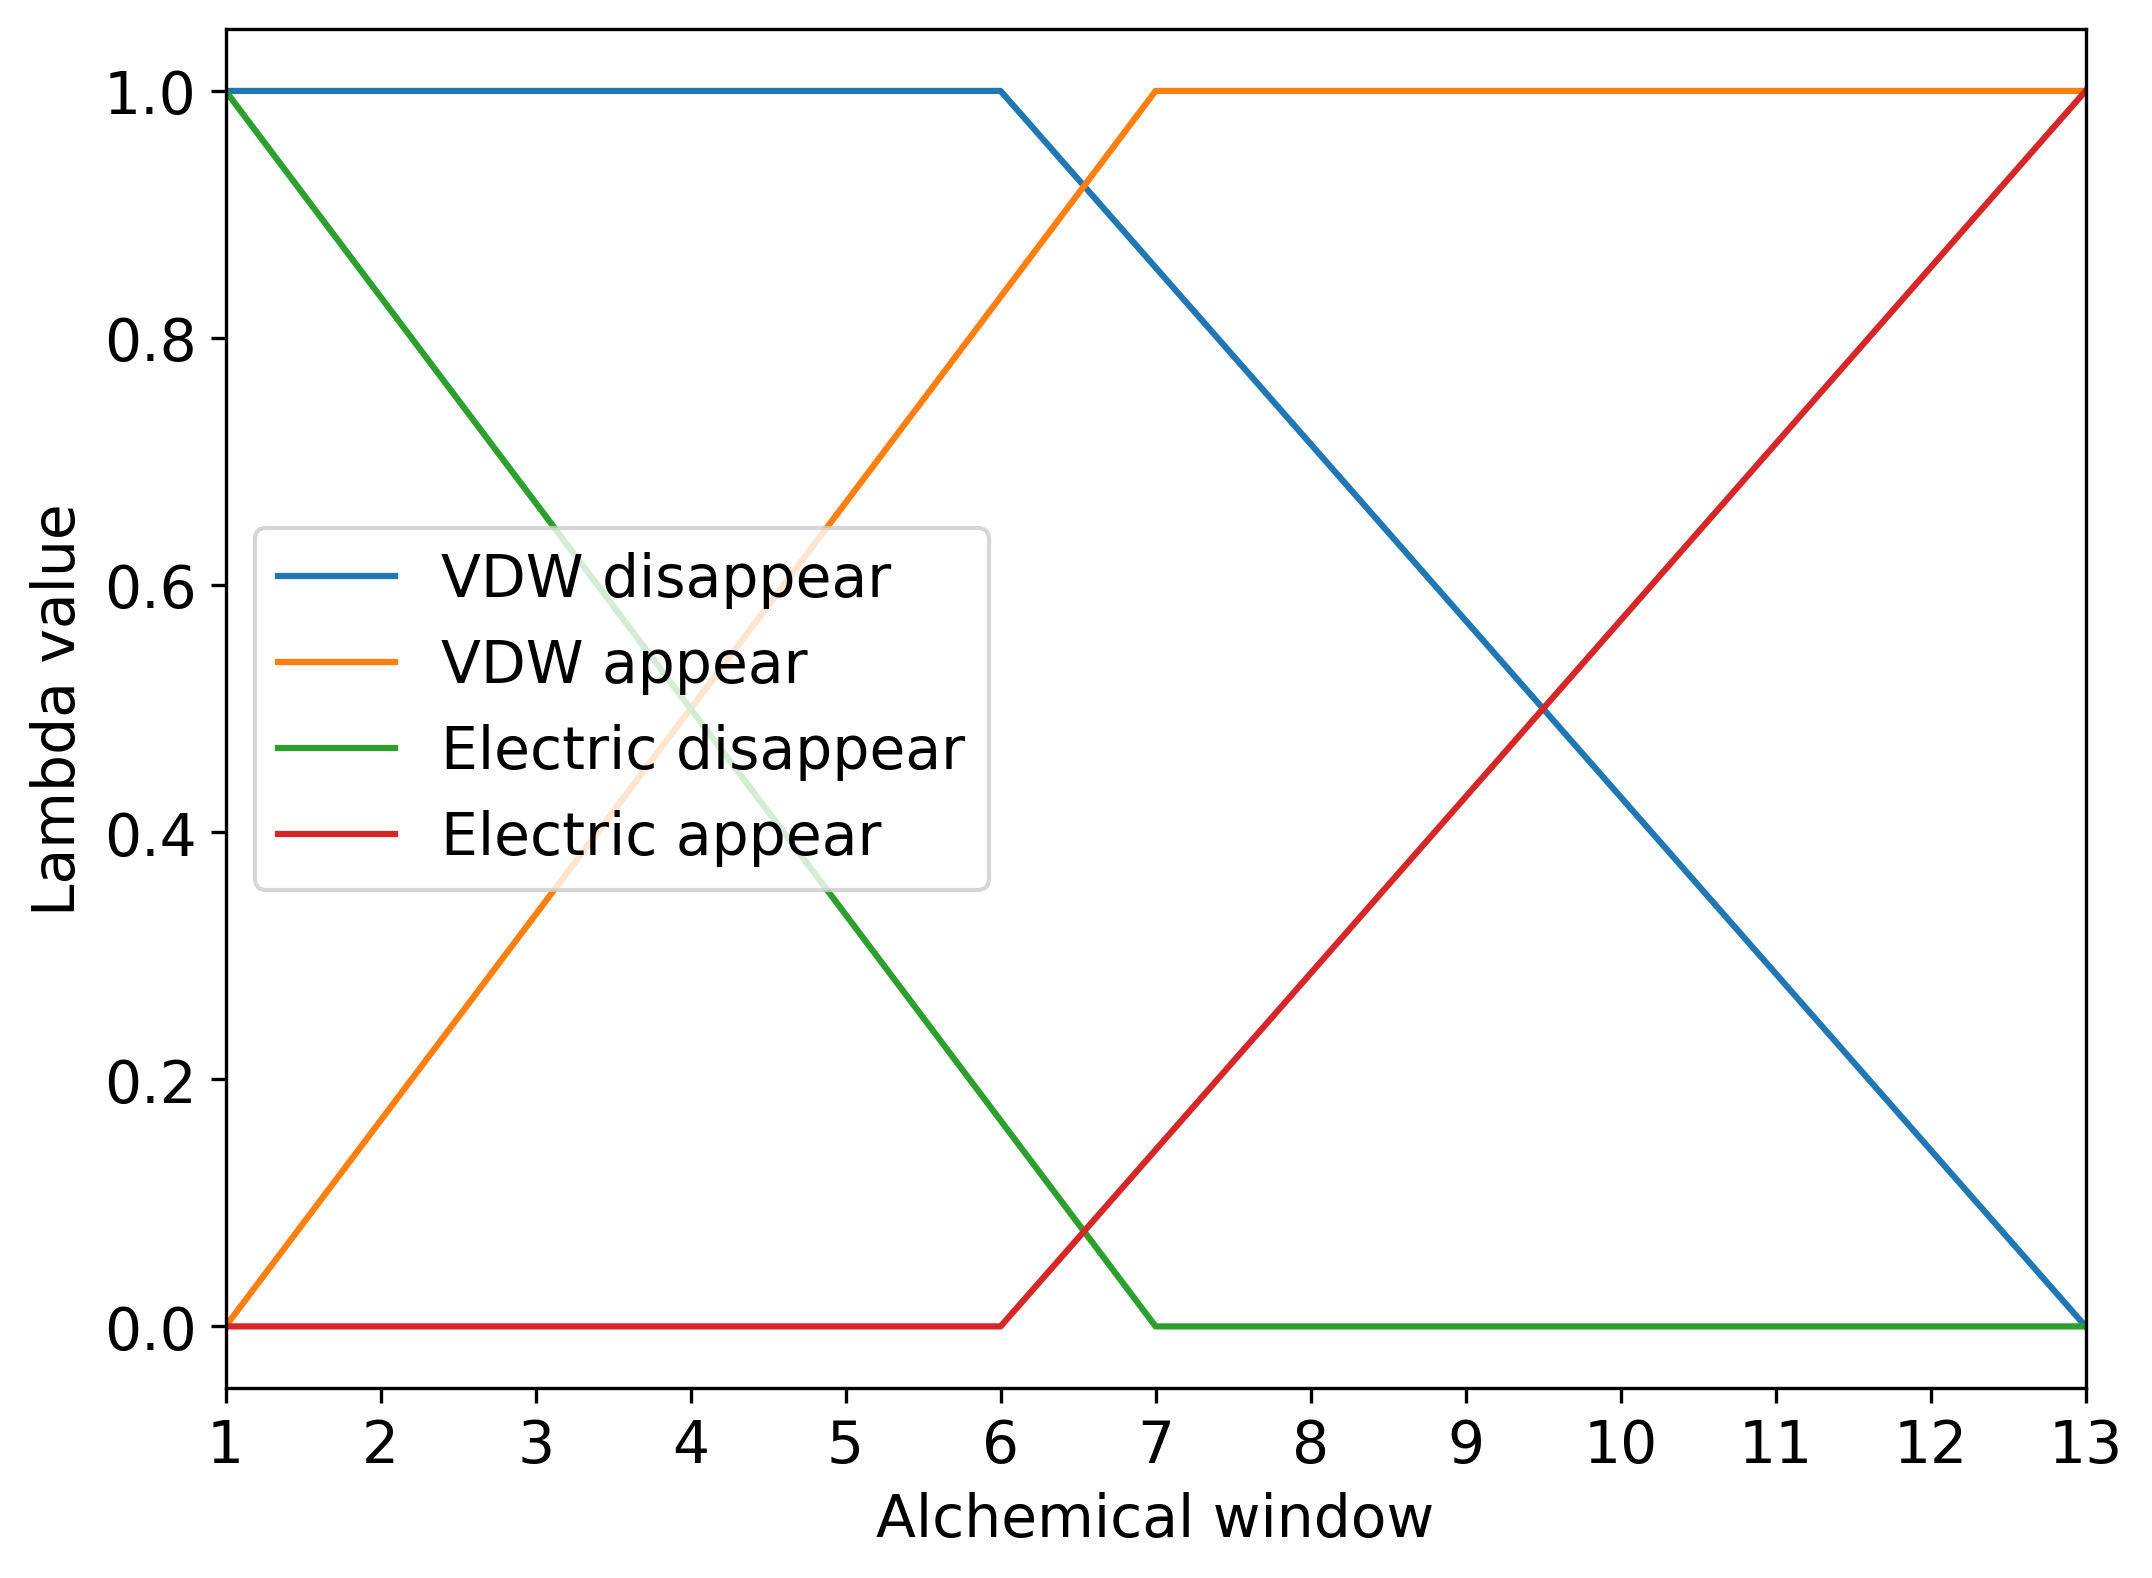 1.0
0.8
0.6
0.4
0.2
0.0
Lambda value
VDW disappear
VDW appear
Electric disappear
Electric appear
1 2 3 4 5 6 7 8 9 10 11 12 13
Alchemical window